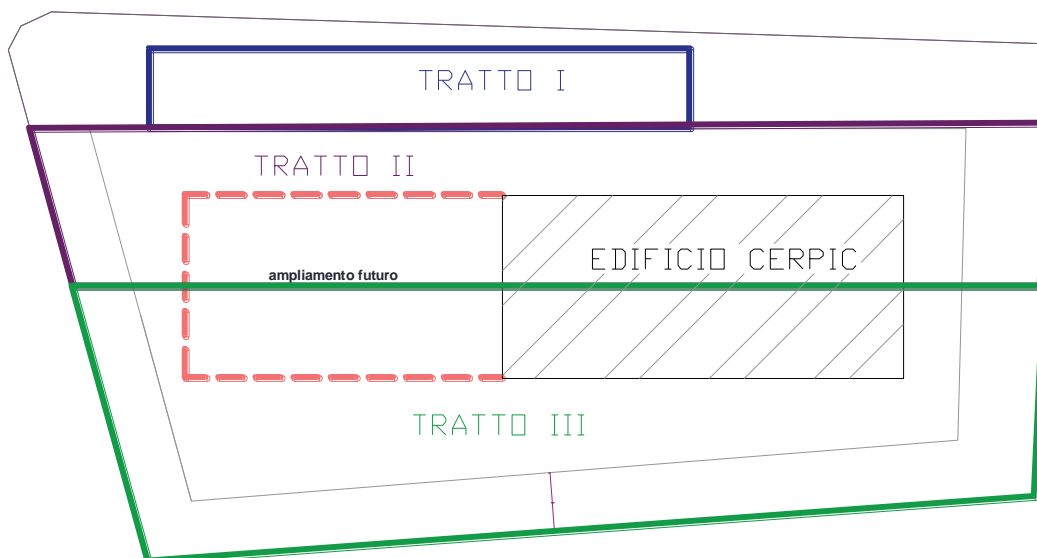 TRATTO I
TRATTO II
EDIFICIO CERPIC
ampliamento futuro
TRATTO III